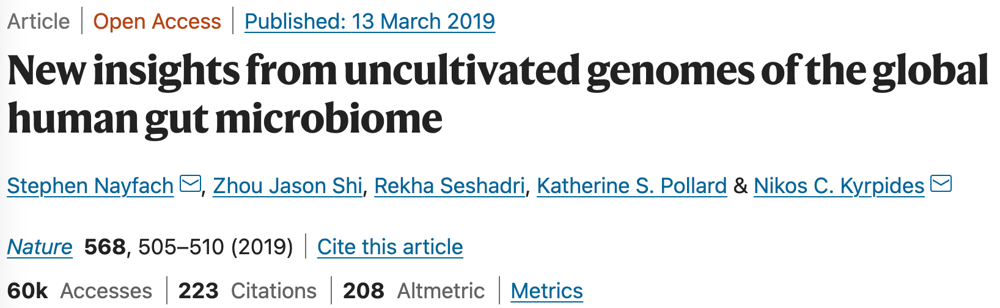 Article | Open Access | Published: 13 March 2019
New insights from uncultivated genomes of the global
human gut microbiome
Stephen Nayfach, Zhou Jason Shi, Rekha Seshadri, Katherine S. Pollard & Nikos C. Kyrpides
Nature 568, 505–510 (2019) | Cite this article
60k Accesses | 223 Citations | 208 Altmetric | Metrics